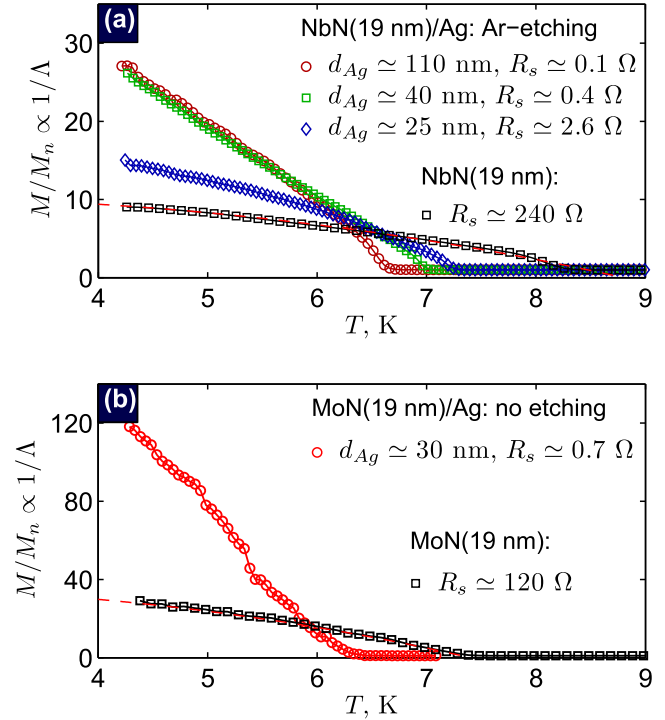 (a)
NbN(19 nm)/Ag: Ar-etching
d_Ag ≃ 110 nm, R_s ≃ 0.1 Ω
d_Ag ≃ 40 nm, R_s ≃ 0.4 Ω
d_Ag ≃ 25 nm, R_s ≃ 2.6 Ω
NbN(19 nm):
R_s ≃ 240 Ω
M/M_n ∝ 1/Λ
30
20
10
0
4 5 6 7 8 9
T, K
(b)
MoN(19 nm)/Ag: no etching
d_Ag ≃ 30 nm, R_s ≃ 0.7 Ω
MoN(19 nm):
R_s ≃ 120 Ω
M/M_n ∝ 1/Λ
120
80
40
0
4 5 6 7 8 9
T, K